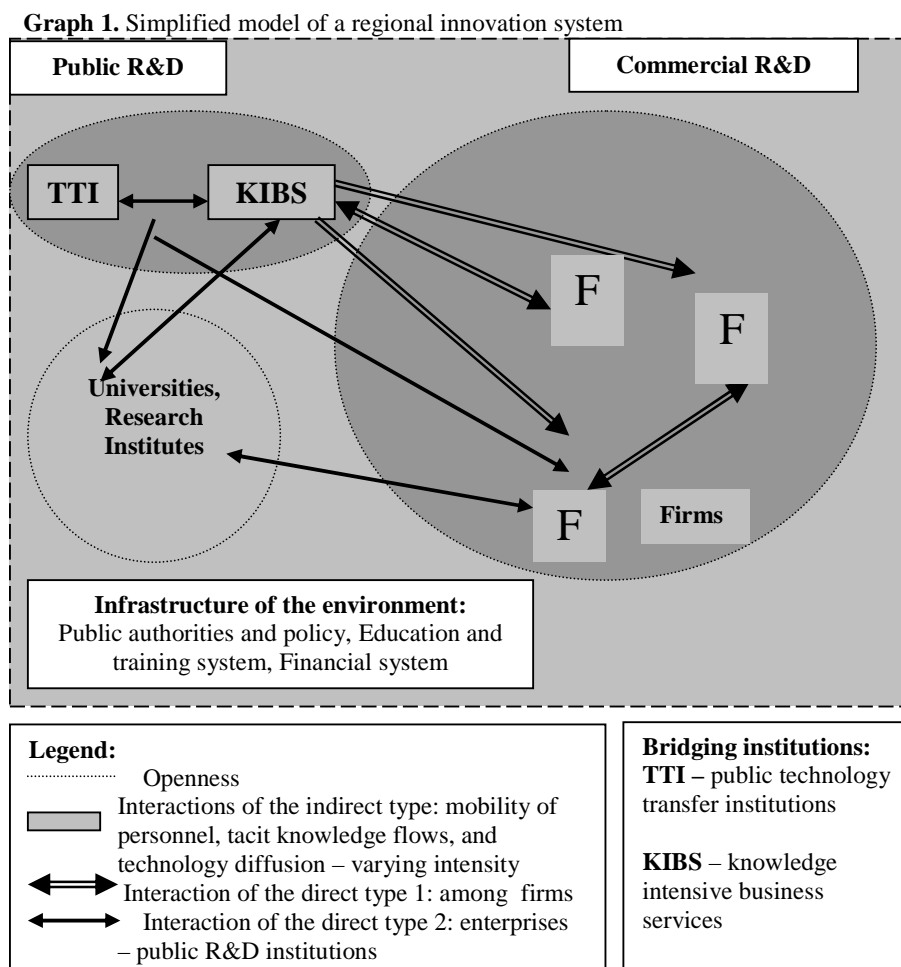 Graph 1. Simplified model of a regional innovation system
Public R&D
Commercial R&D
TTI
KIBS
F
F
Universities,
Research
Institutes
F
Firms
Infrastructure of the environment:
Public authorities and policy, Education and
training system, Financial system
Legend:
Openness
Interactions of the indirect type: mobility of
personnel, tacit knowledge flows, and
technology diffusion – varying intensity
Interaction of the direct type 1: among firms
Interaction of the direct type 2: enterprises
– public R&D institutions
Bridging institutions:
TTI – public technology
transfer institutions
KIBS – knowledge
intensive business
services